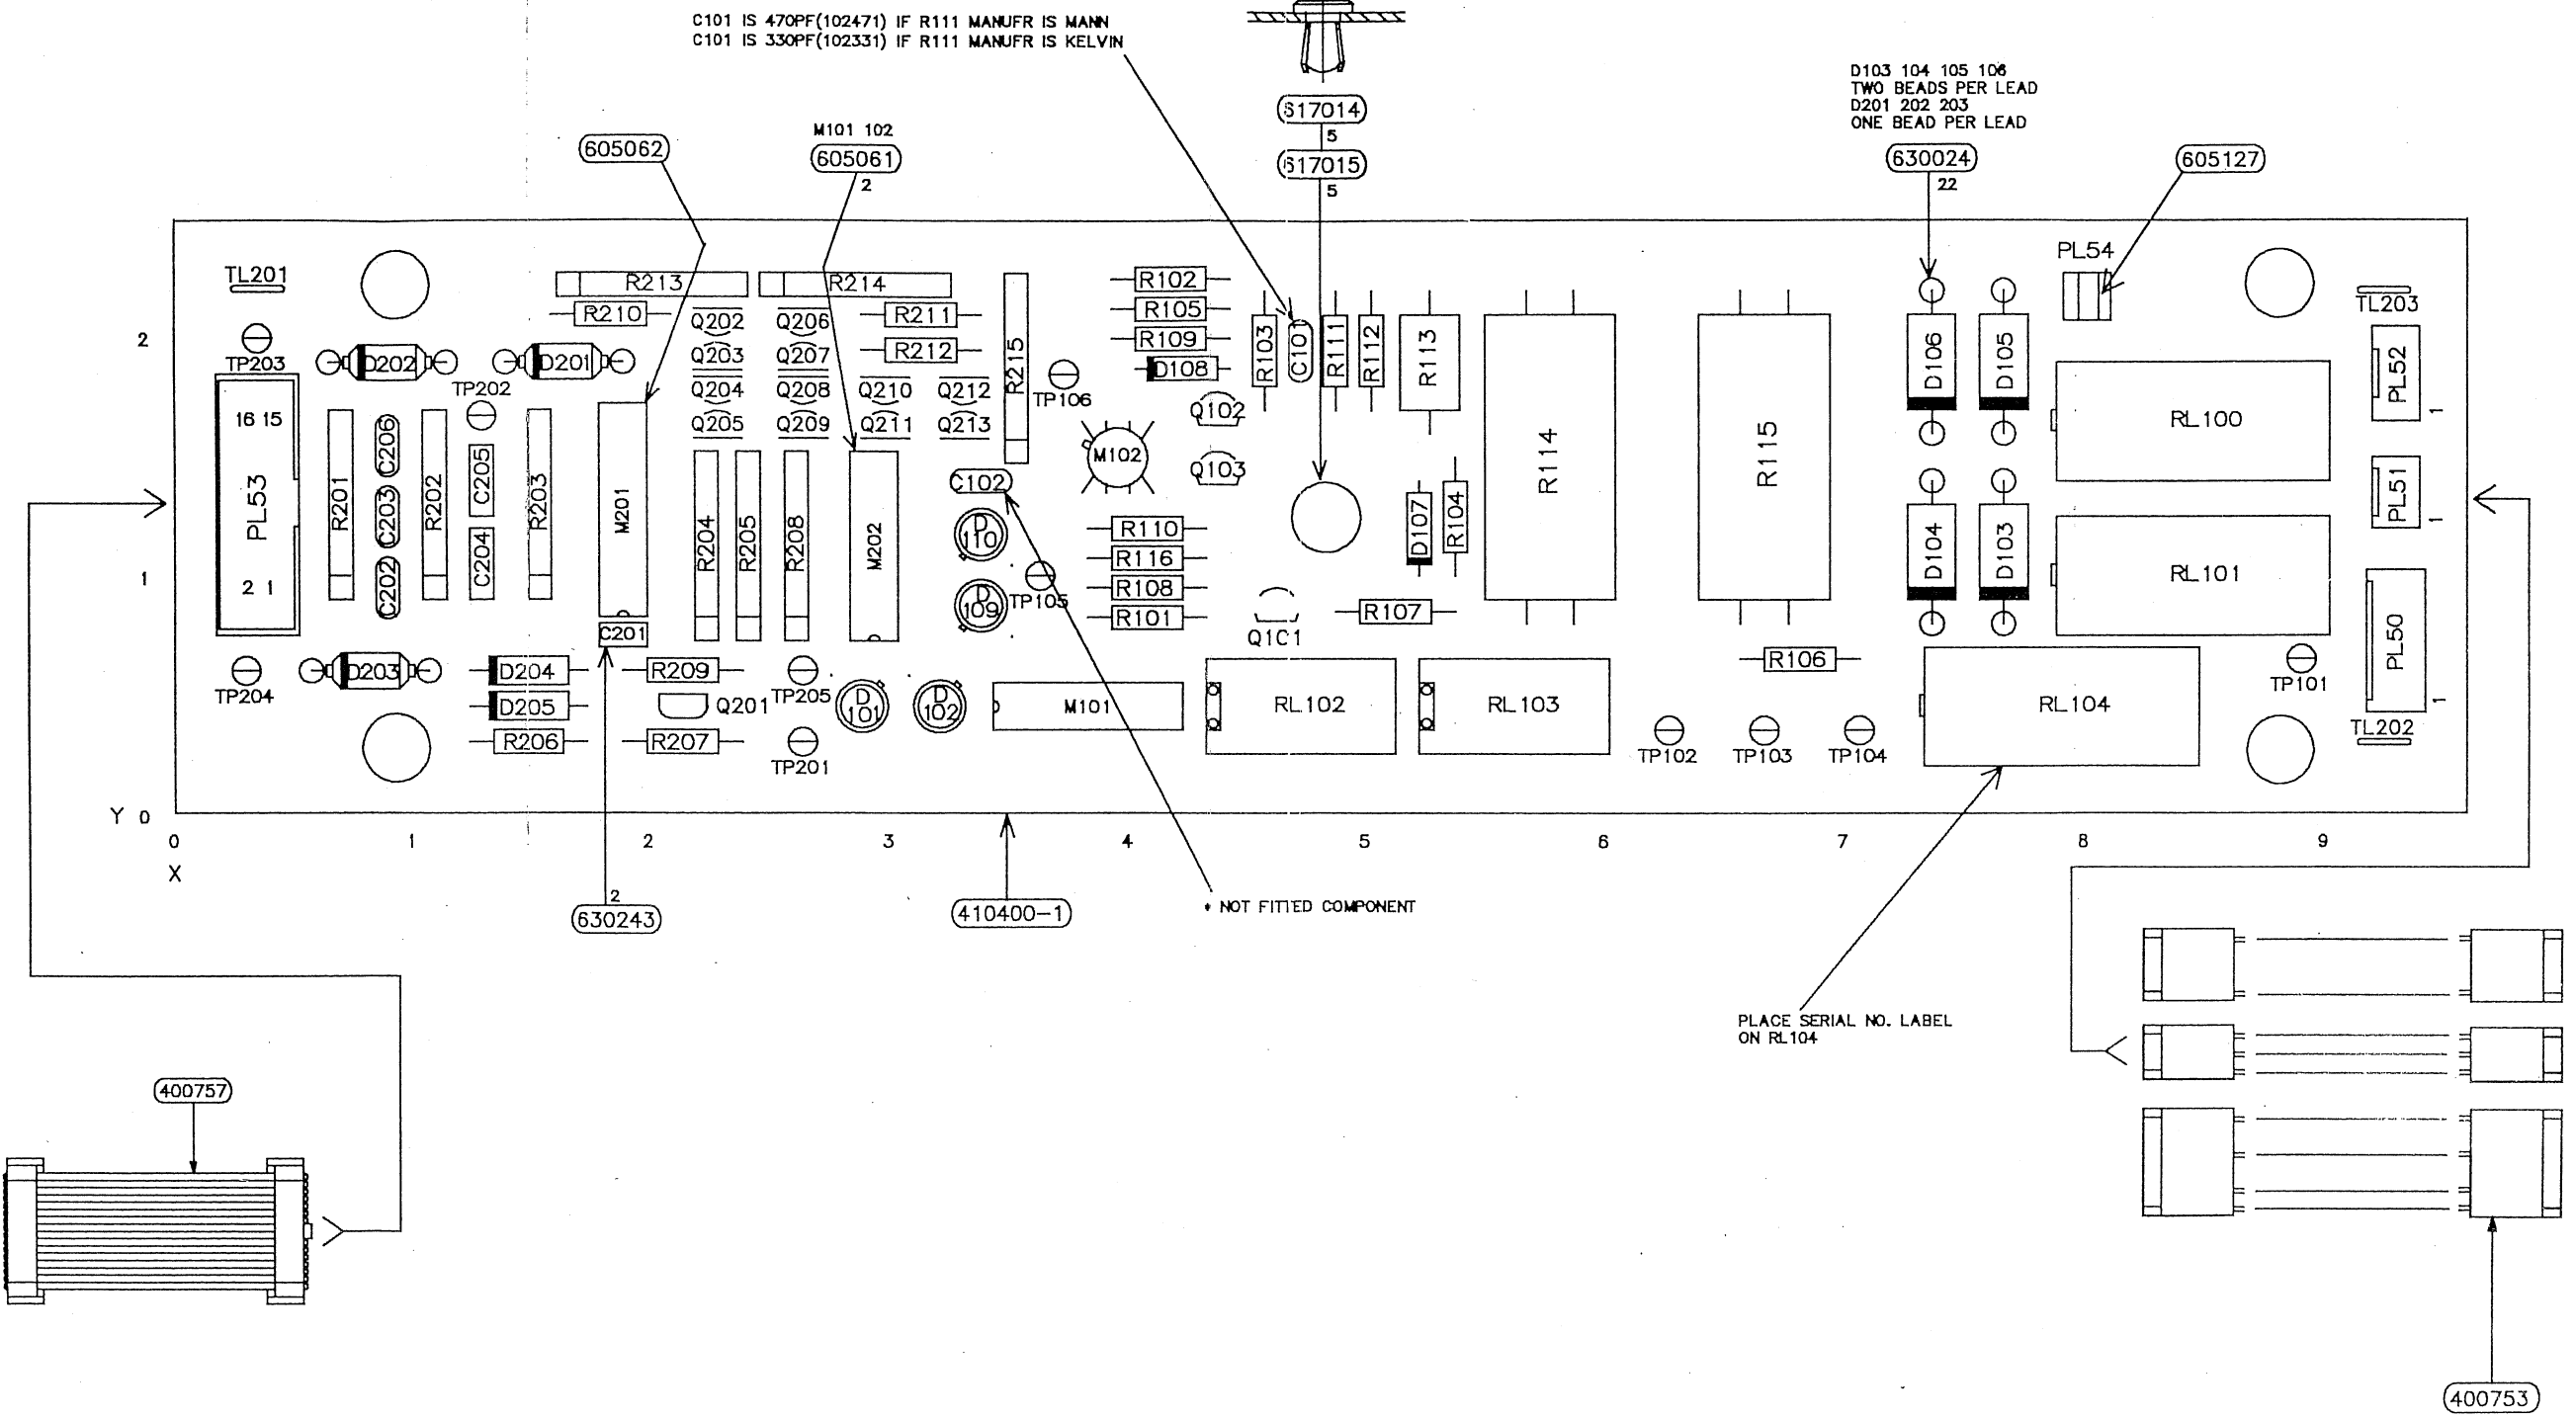 C101 IS 470PF(102471) IF R111 MANUFR IS MANN
C101 IS 330PF(102331) IF R111 MANUFR IS KELVIN
617014
5
617015
5
D103 104 105 106
TWO BEADS PER LEAD
D201 202 203
ONE BEAD PER LEAD
630024
22
605127
605062
M101 102
605061
2
TL201
TP203
R213
R214
R210
R211
R212
R215
Q202
Q203
Q204
Q205
Q206
Q207
Q208
Q209
Q210
Q211
Q212
Q213
D202
D201
TP202
TP106
R102
R105
R109
D108
R103
C101
R111
R112
R113
Q102
Q103
M102
R114
R115
D106
D105
D104
D103
PL54
TL203
PL52
1
PL51
1
PL50
1
RL100
RL101
16 15
PL53
2 1
R201
C206
C203
C202
R202
C205
C204
R203
M201
C201
R204
R205
R208
M202
C102
D
110
D
109
TP105
R110
R116
R108
R101
D107
R104
R107
Q1C1
R106
TP204
D203
D204
D205
R206
R209
Q201
R207
TP205
TP201
D
101
D
102
M101
RL102
RL103
TP102
TP103
TP104
RL104
TP101
TL202
2
1
Y 0
0
1
2
3
4
5
6
7
8
9
X
2
630243
410400-1
* NOT FITTED COMPONENT
PLACE SERIAL NO. LABEL
ON RL104
400757
400753